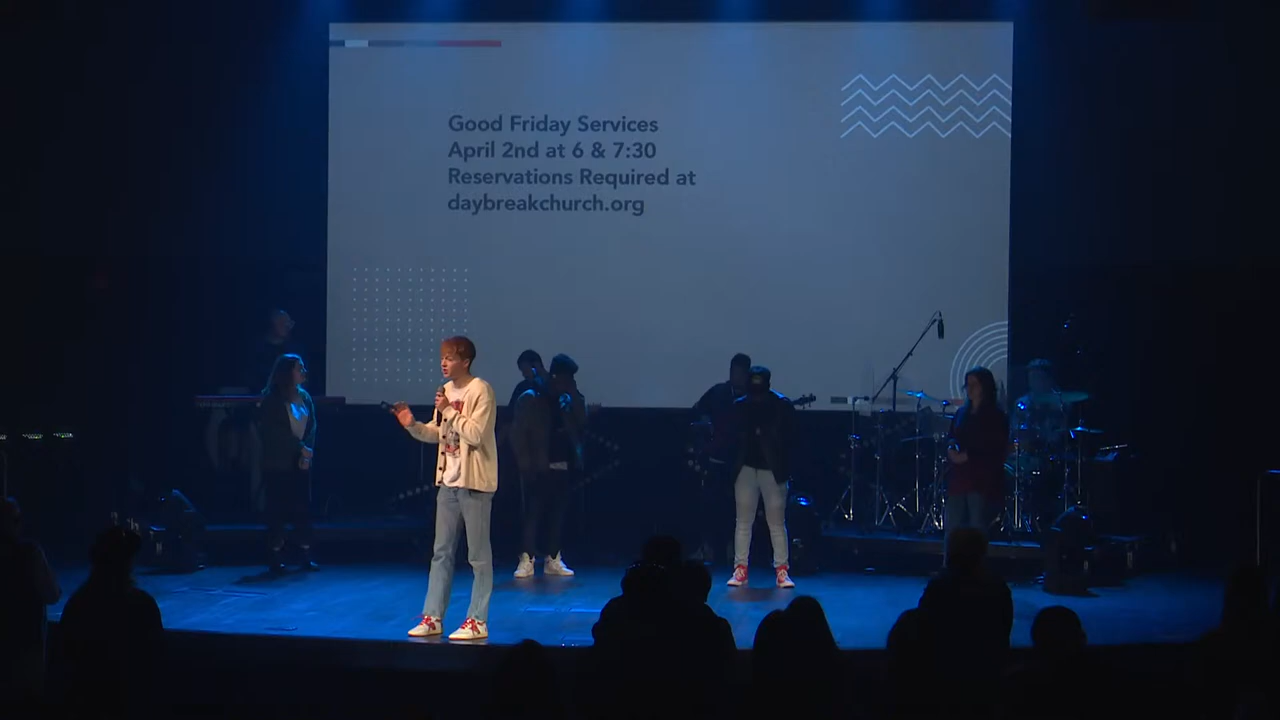 Good Friday Services
April 2nd at 6 & 7:30
Reservations Required at
daybreakchurch.org